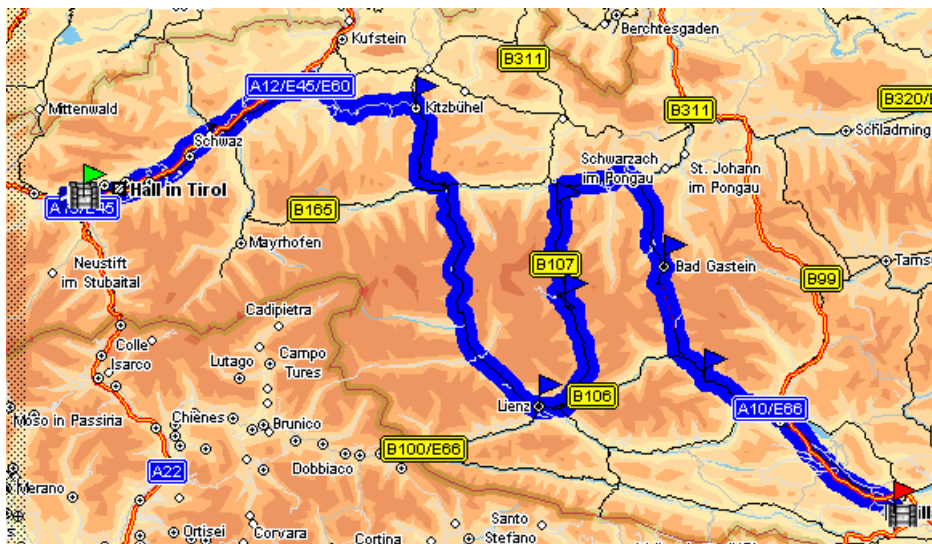 Berchtesgaden
Kufstein
B311
A12/E45/E60
Mittenwald
Kitzbühel
B311
B320/E
Schladming
Schwaz
Schwarzach
im Pongau
St. Johann
im Pongau
Hall in Tirol
A13/E45
B165
Mayrhofen
Neustift
im Stubaital
B107
Bad Gastein
Tams
B99
Cadipietra
Colle
Isarco
Lutago
Campo
Tures
Lienz
B106
A10/E66
Moso in Passiria
Chiènes
Brunico
B100/E66
Dobbiaco
A22
Merano
Ortisei
Corvara
Cortina
Santo
Stefano
ill